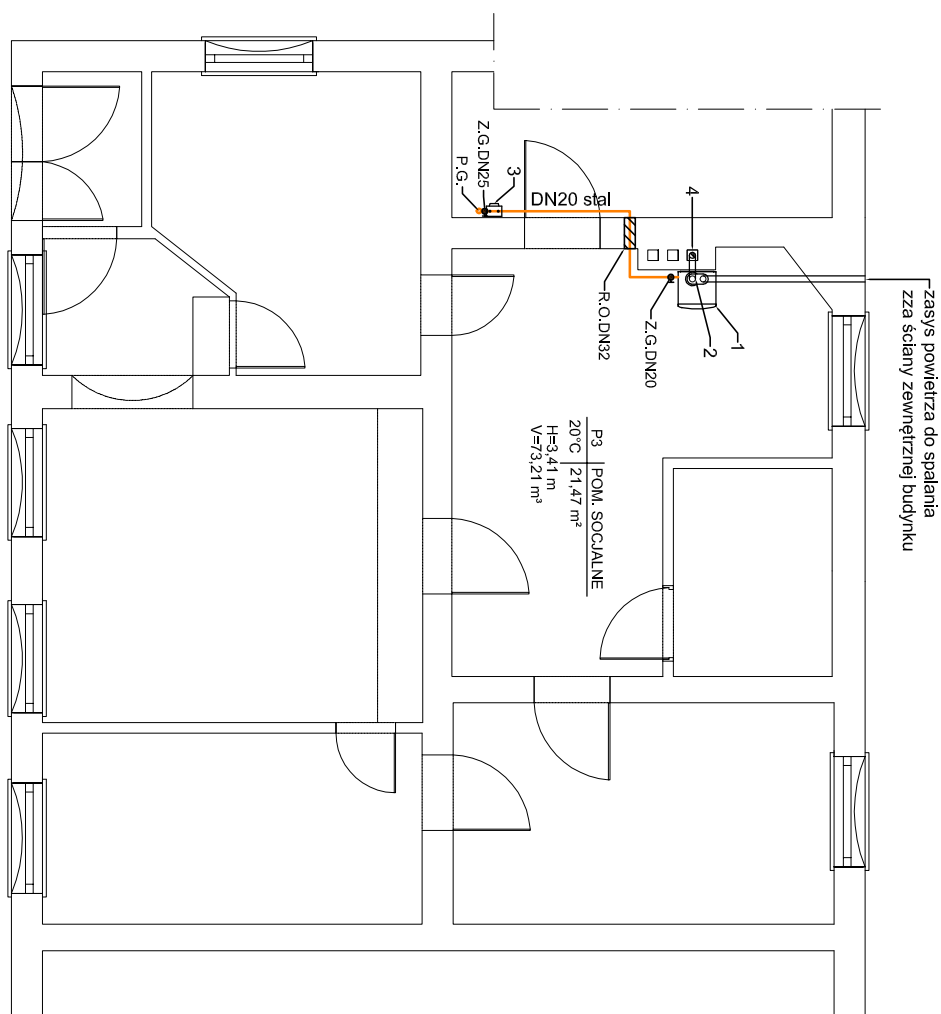 zasys powietrza do spalania
zza ściany zewnętrznej budynku
Z.G.DN25
P.G.
3
DN20 stal
4
R.O.DN32
Z.G.DN20
2
1
P3 POM. SOCJALNE
20°C 21,47 m²
H=3,41 m
V=73,21 m³